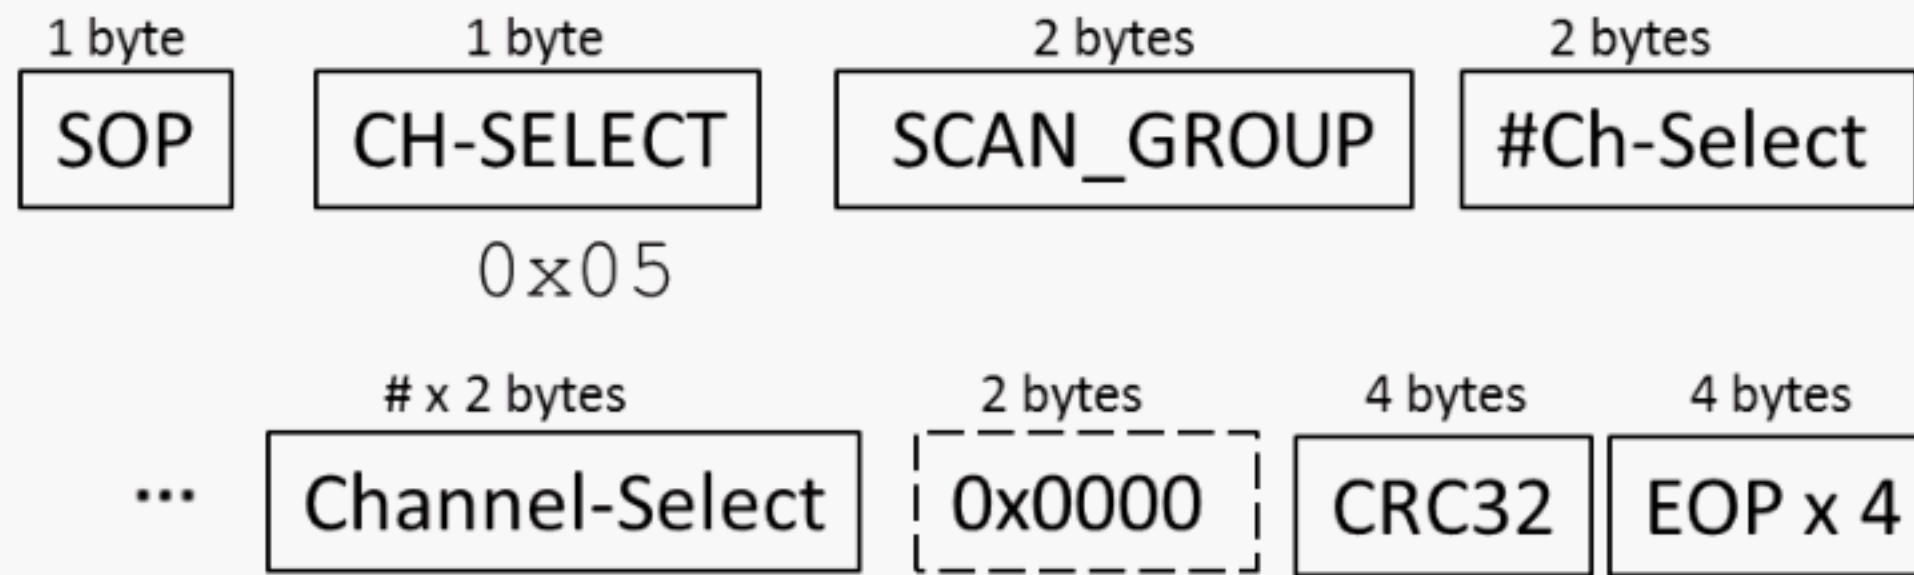 1 byte 1 byte 2 bytes 2 bytes
SOP CH-SELECT SCAN_GROUP #Ch-Select
0x05
# x 2 bytes 2 bytes 4 bytes 4 bytes
... Channel-Select 0x0000 CRC32 EOP x 4